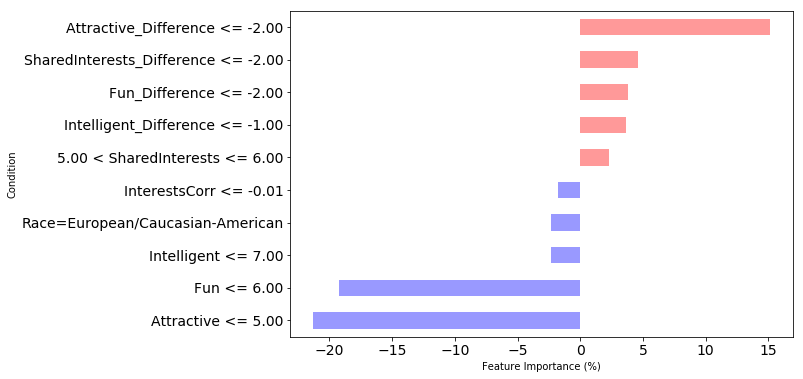 Attractive_Difference <= -2.00
SharedInterests_Difference <= -2.00
Fun_Difference <= -2.00
Intelligent_Difference <= -1.00
5.00 < SharedInterests <= 6.00
InterestsCorr <= -0.01
Race=European/Caucasian-American
Intelligent <= 7.00
Fun <= 6.00
Attractive <= 5.00
Condition
−20 −15 −10 −5 0 5 10 15
Feature Importance (%)